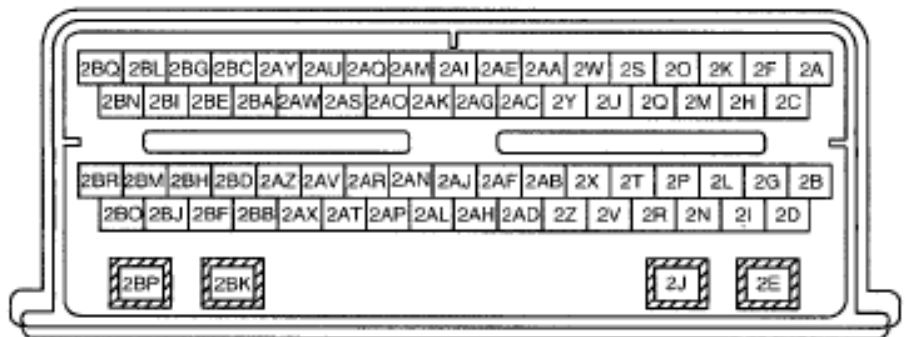 2BQ 2BL 2BG 2BC 2AY 2AU 2AQ 2AM 2AI 2AE 2AA 2W 2S 2O 2K 2F 2A
2BN 2BI 2BE 2BA 2AW 2AS 2AO 2AK 2AG 2AC 2Y 2U 2Q 2M 2H 2C
2BR 2BM 2BH 2BD 2AZ 2AV 2AR 2AN 2AJ 2AF 2AB 2X 2T 2P 2L 2G 2B
2BO 2BJ 2BF 2BB 2AX 2AT 2AP 2AL 2AH 2AD 2Z 2V 2R 2N 2I 2D
2BP 2BK 2J 2E